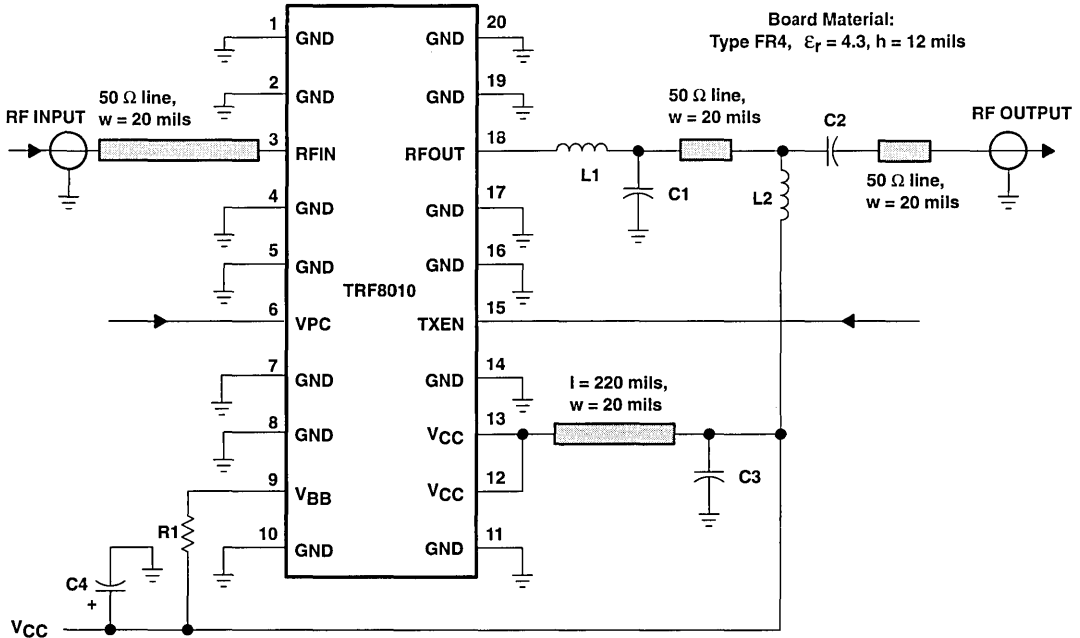 Board Material:
Type FR4, εr = 4.3, h = 12 mils
1
GND
GND
20
2
GND
GND
19
50 Ω line,
w = 20 mils
RF INPUT
3
RFIN
RFOUT
18
L1
C1
50 Ω line,
w = 20 mils
C2
L2
50 Ω line,
w = 20 mils
RF OUTPUT
4
GND
GND
17
5
GND
GND
16
TRF8010
6
VPC
TXEN
15
7
GND
GND
14
l = 220 mils,
w = 20 mils
8
GND
VCC
13
C3
9
VBB
VCC
12
R1
10
GND
GND
11
C4
+
VCC